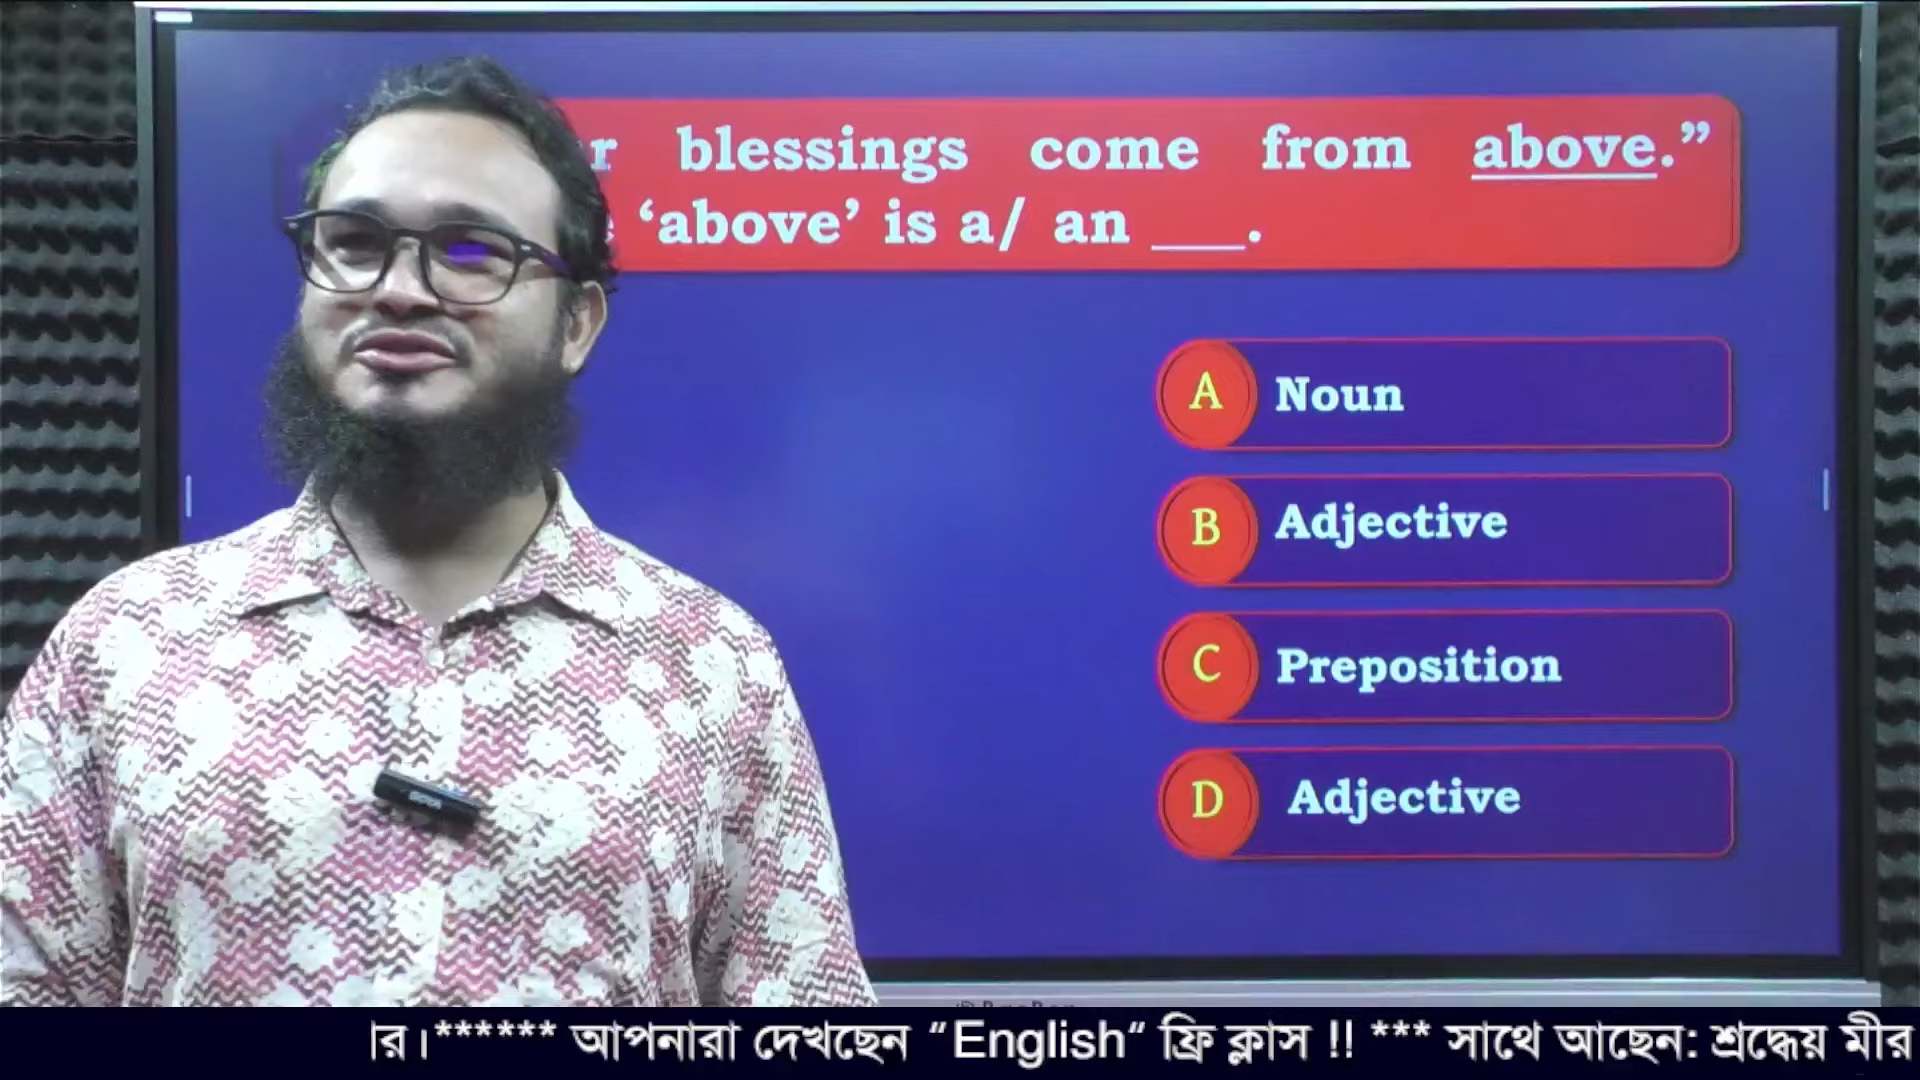 blessings come from above.”
‘above’ is a/ an ___.
A Noun
B Adjective
C Preposition
D Adjective
ার।****** আপনারা দেখছেন “English“ ফ্রি ক্লাস !! *** সাথে আছেন: শ্রদ্ধেয় মীর